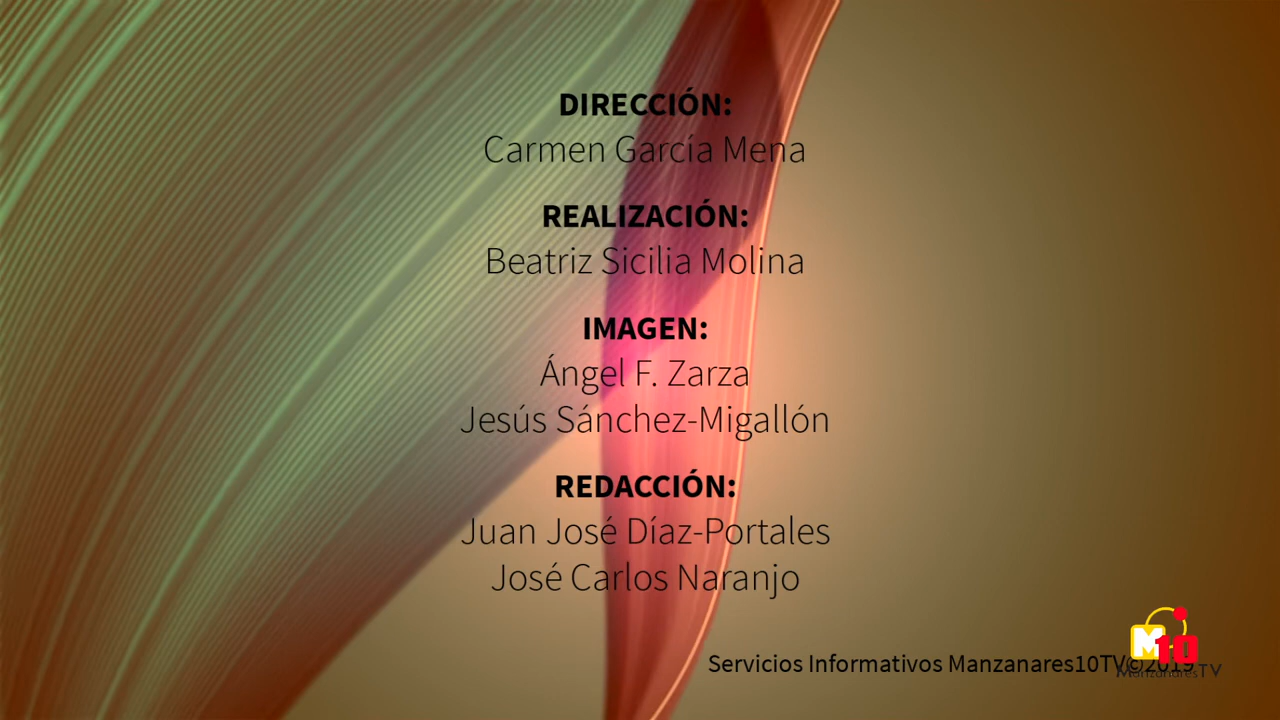 DIRECCIÓN:
Carmen García Mena
REALIZACIÓN:
Beatriz Sicilia Molina
IMAGEN:
Ángel F. Zarza
Jesús Sánchez-Migallón
REDACCIÓN:
Juan José Díaz-Portales
José Carlos Naranjo
Servicios Informativos Manzanares10TV©2019
M10
ManzanaresTV